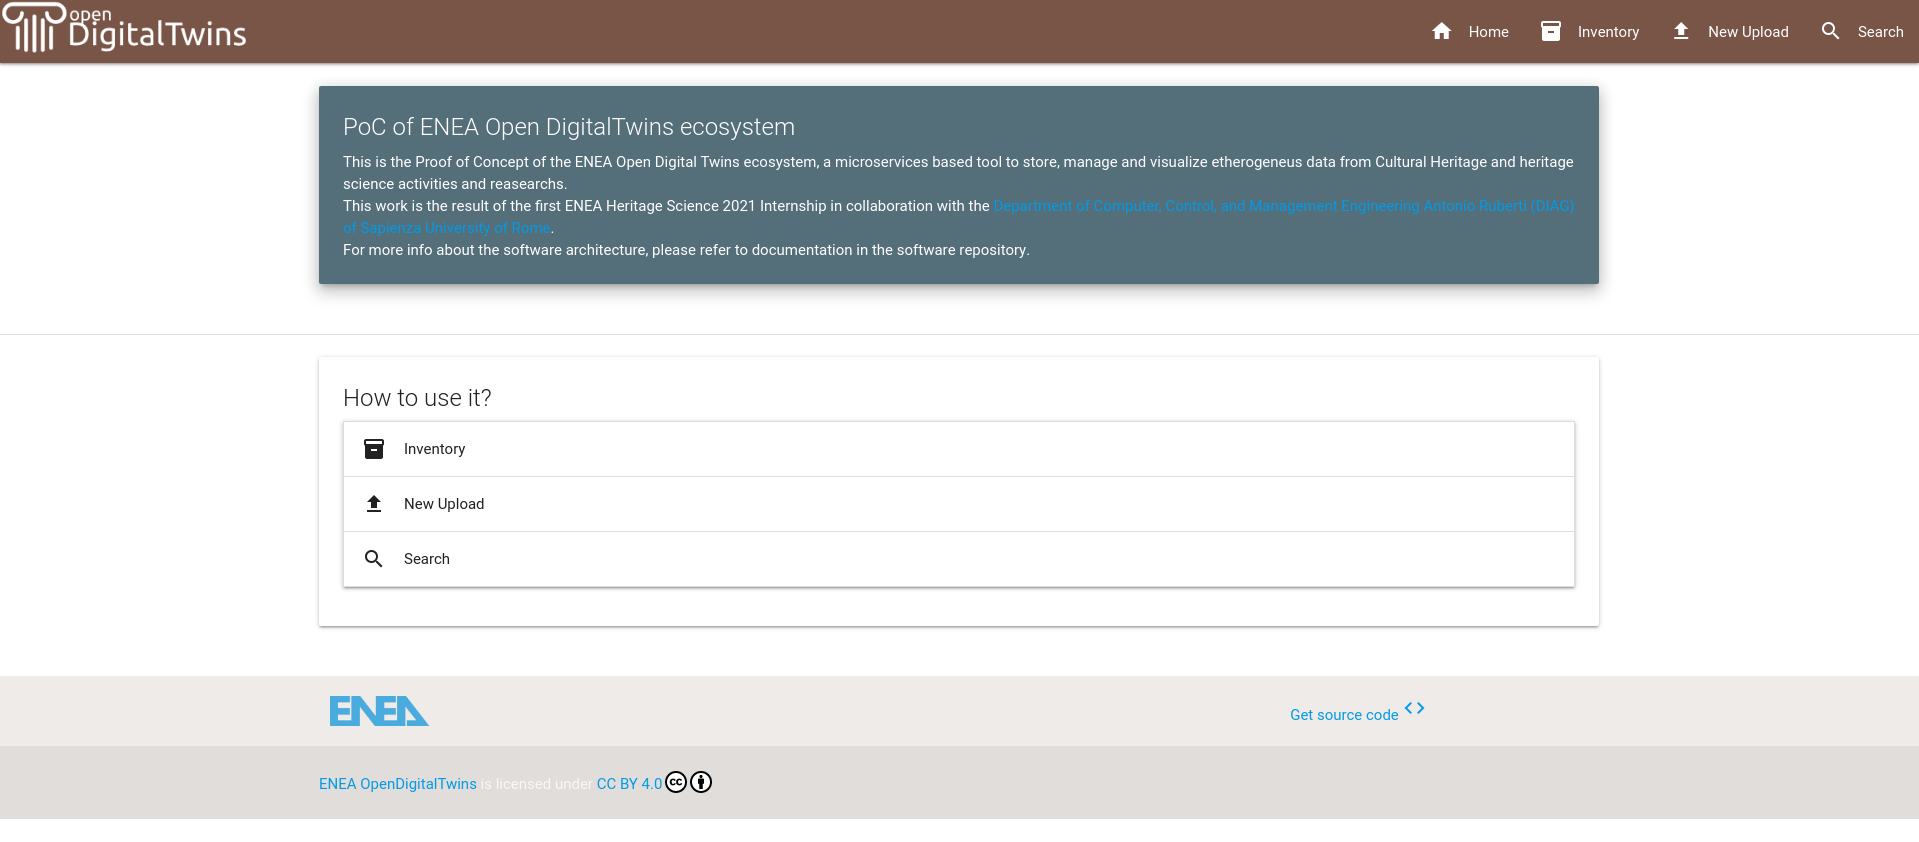 open
DigitalTwins
Home
Inventory
New Upload
Search
PoC of ENEA Open DigitalTwins ecosystem
This is the Proof of Concept of the ENEA Open Digital Twins ecosystem, a microservices based tool to store, manage and visualize etherogeneus data from Cultural Heritage and heritage
science activities and reasearchs.
This work is the result of the first ENEA Heritage Science 2021 Internship in collaboration with the Department of Computer, Control, and Management Engineering Antonio Ruberti (DIAG)
of Sapienza University of Rome.
For more info about the software architecture, please refer to documentation in the software repository.
How to use it?
Inventory
New Upload
Search
ENEA
Get source code <>
ENEA OpenDigitalTwins is licensed under CC BY 4.0 cc